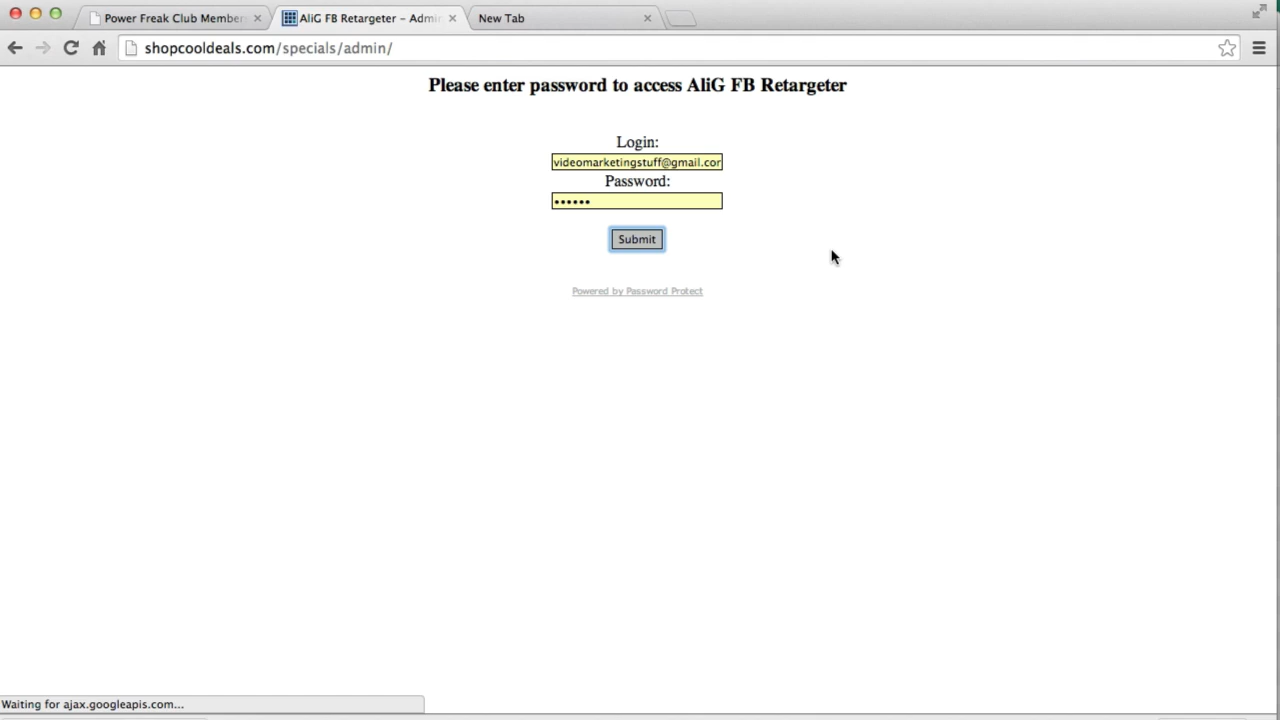 Power Freak Club Member
AliG FB Retargeter – Admin
New Tab
shopcooldeals.com/specials/admin/
Please enter password to access AliG FB Retargeter
Login:
videomarketingstuff@gmail.cor
Password:
••••••
Submit
Powered by Password Protect
Waiting for ajax.googleapis.com...